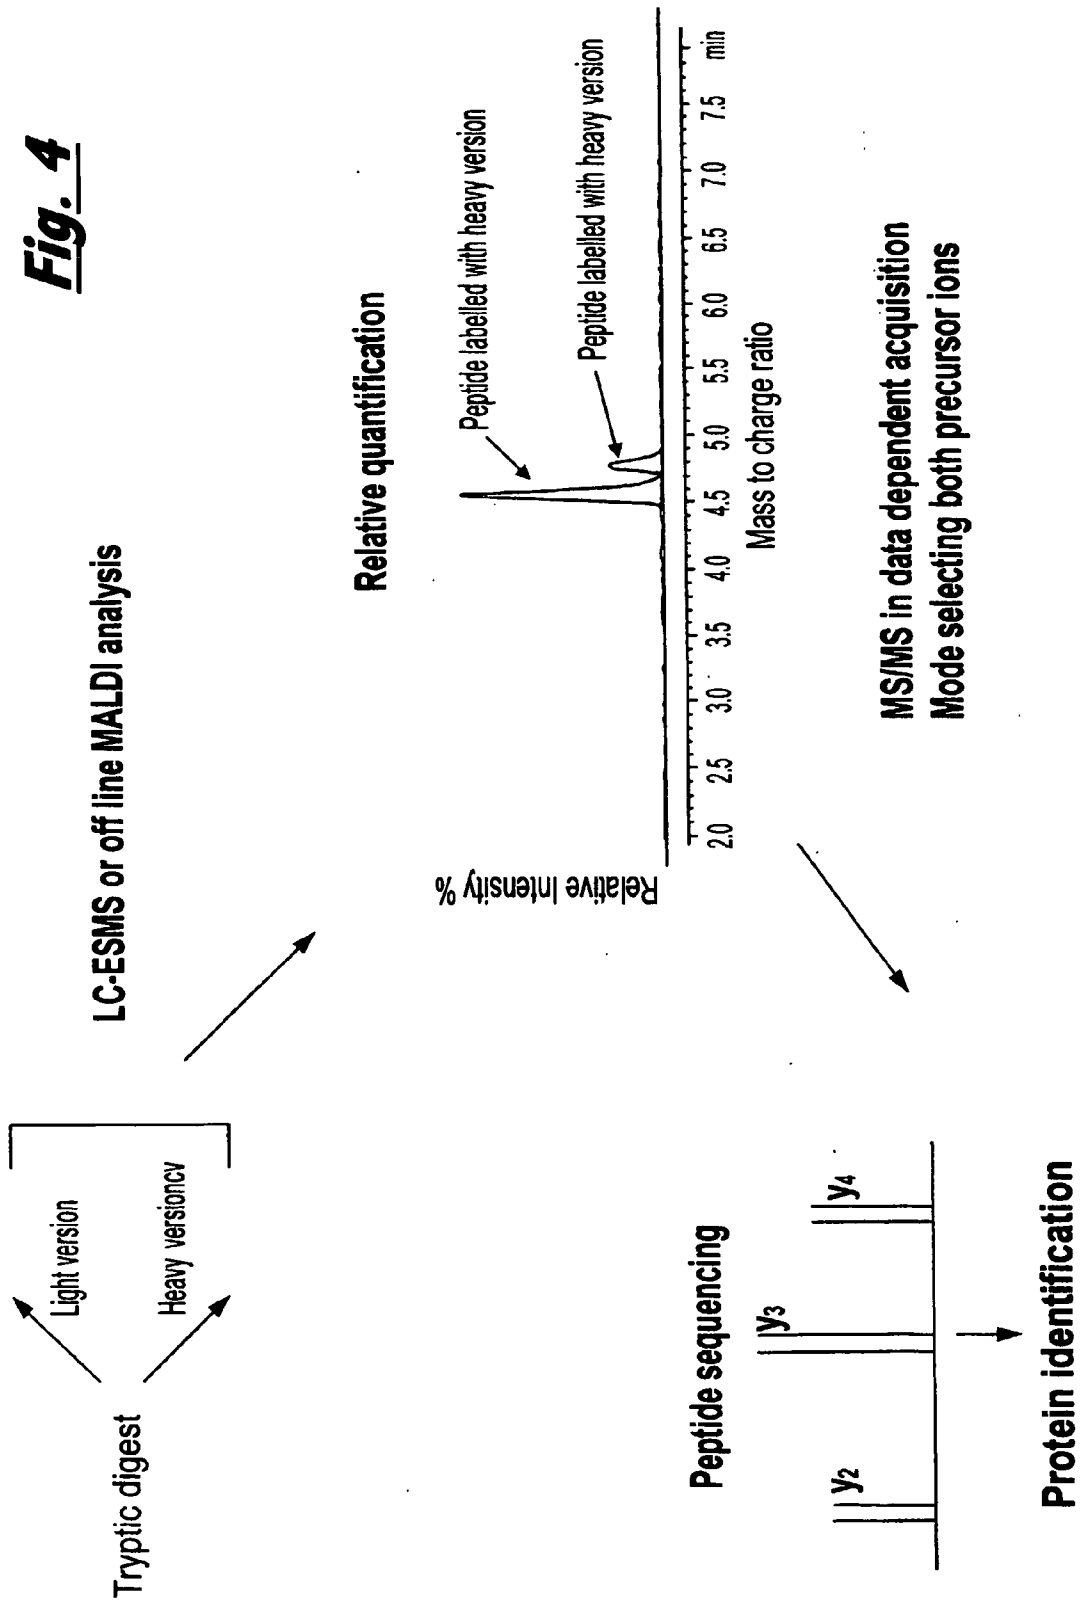 Fig. 4
Tryptic digest
Light version
Heavy versioncv
LC-ESMS or off line MALDI analysis
Relative quantification
Peptide labelled with heavy version
Peptide labelled with heavy version
Relative Intensity %
2.0 2.5 3.0 3.5 4.0 4.5 5.0 5.5 6.0 6.5 7.0 7.5 min
Mass to charge ratio
MS/MS in data dependent acquisition
Mode selecting both precursor ions
Peptide sequencing
y2
y3
y4
Protein identification